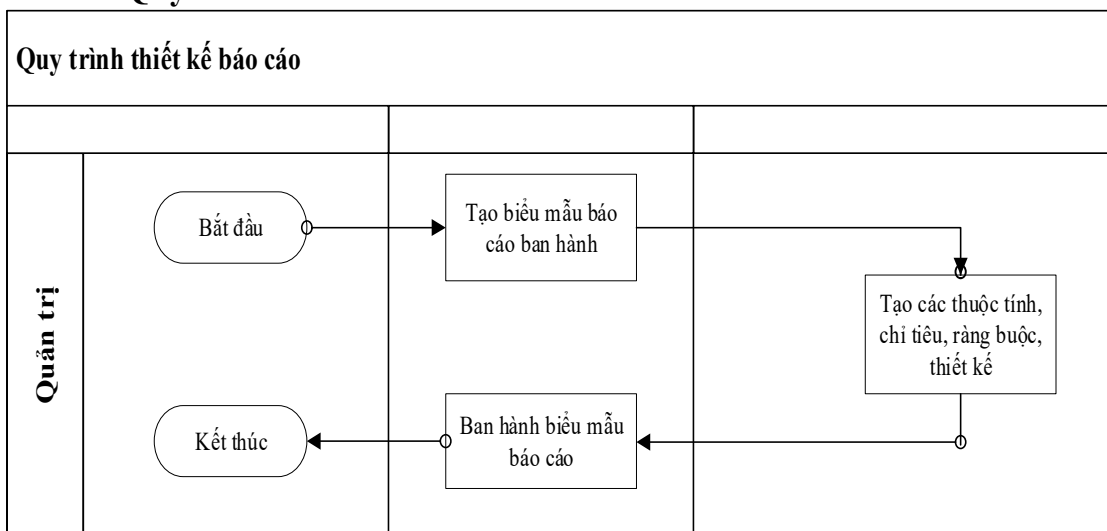 Quy
Quy trình thiết kế báo cáo
Quản trị
Bắt đầu
Tạo biểu mẫu báo
cáo ban hành
Tạo các thuộc tính,
chỉ tiêu, ràng buộc,
thiết kế
Ban hành biểu mẫu
báo cáo
Kết thúc